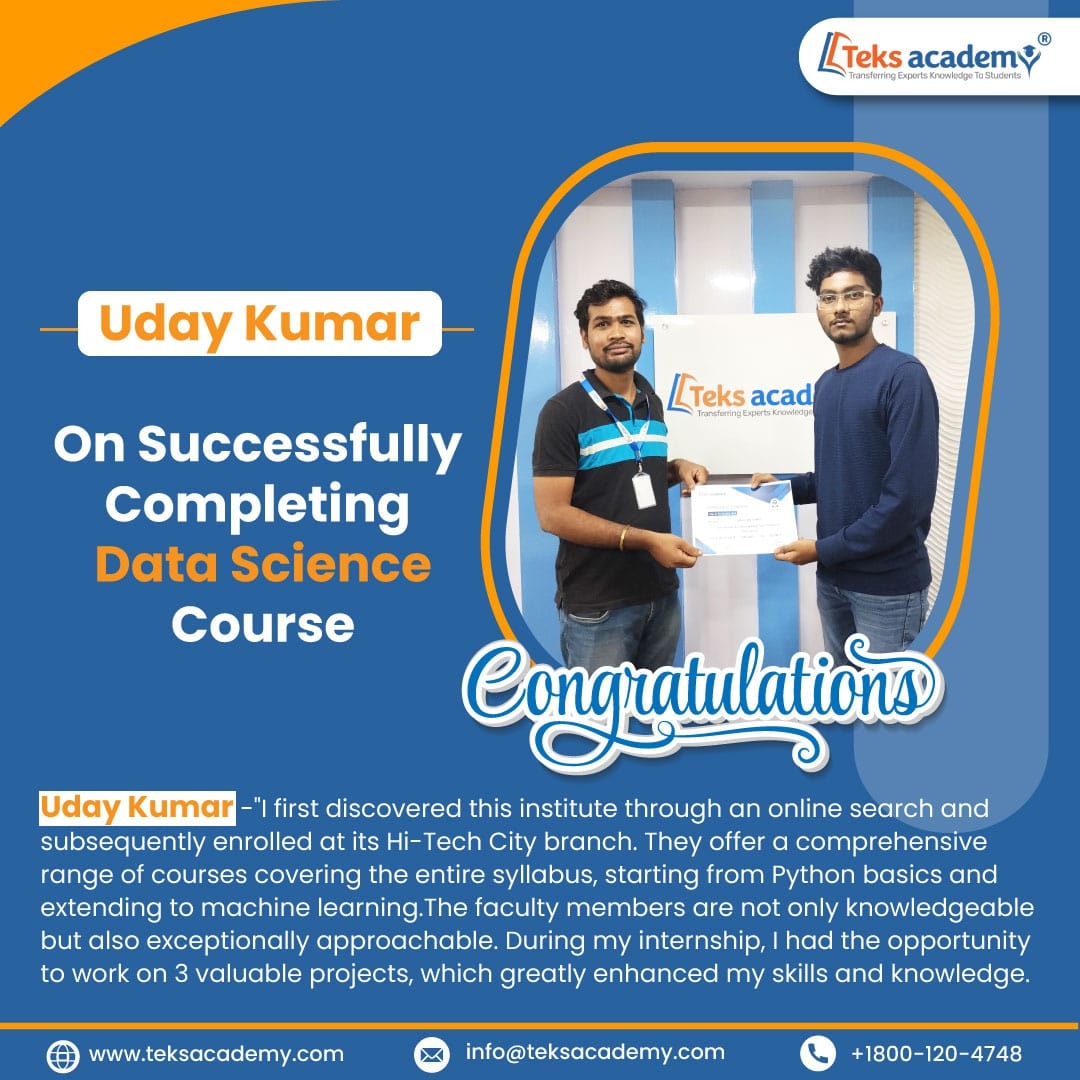 Teks academy®
Transferring Experts Knowledge To Students
Uday Kumar
On Successfully
Completing
Data Science
Course
Teks acad
Transferring Experts Knowledge
Congratulations
Uday Kumar -"I first discovered this institute through an online search and
subsequently enrolled at its Hi-Tech City branch. They offer a comprehensive
range of courses covering the entire syllabus, starting from Python basics and
extending to machine learning.The faculty members are not only knowledgeable
but also exceptionally approachable. During my internship, I had the opportunity
to work on 3 valuable projects, which greatly enhanced my skills and knowledge.
www.teksacademy.com
info@teksacademy.com
+1800-120-4748